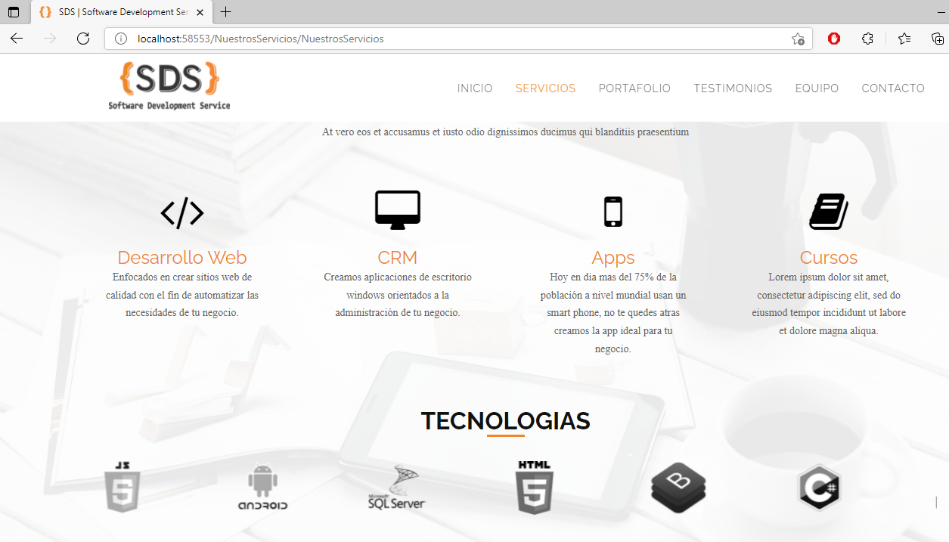 SDS | Software Development Ser
localhost:58553/NuestrosServicios/NuestrosServicios
{SDS}
Software Development Service
INICIO SERVICIOS PORTAFOLIO TESTIMONIOS EQUIPO CONTACTO
At vero eos et accusamus et iusto odio dignissimos ducimus qui blanditiis praesentium
</>
Desarrollo Web
Enfocados en crear sitios web de
calidad con el fin de automatizar las
necesidades de tu negocio.
CRM
Creamos aplicaciones de escritorio
windows orientados a la
administración de tu negocio.
Apps
Hoy en dia mas del 75% de la
población a nivel mundial usan un
smart phone, no te quedes atras
creamos la app ideal para tu
negocio.
Cursos
Lorem ipsum dolor sit amet,
consectetur adipiscing elit, sed do
eiusmod tempor incididunt ut labore
et dolore magna aliqua.
TECNOLOGIAS
JS
5
ANDROID
Microsoft
SQL Server
HTML
5
B
C#